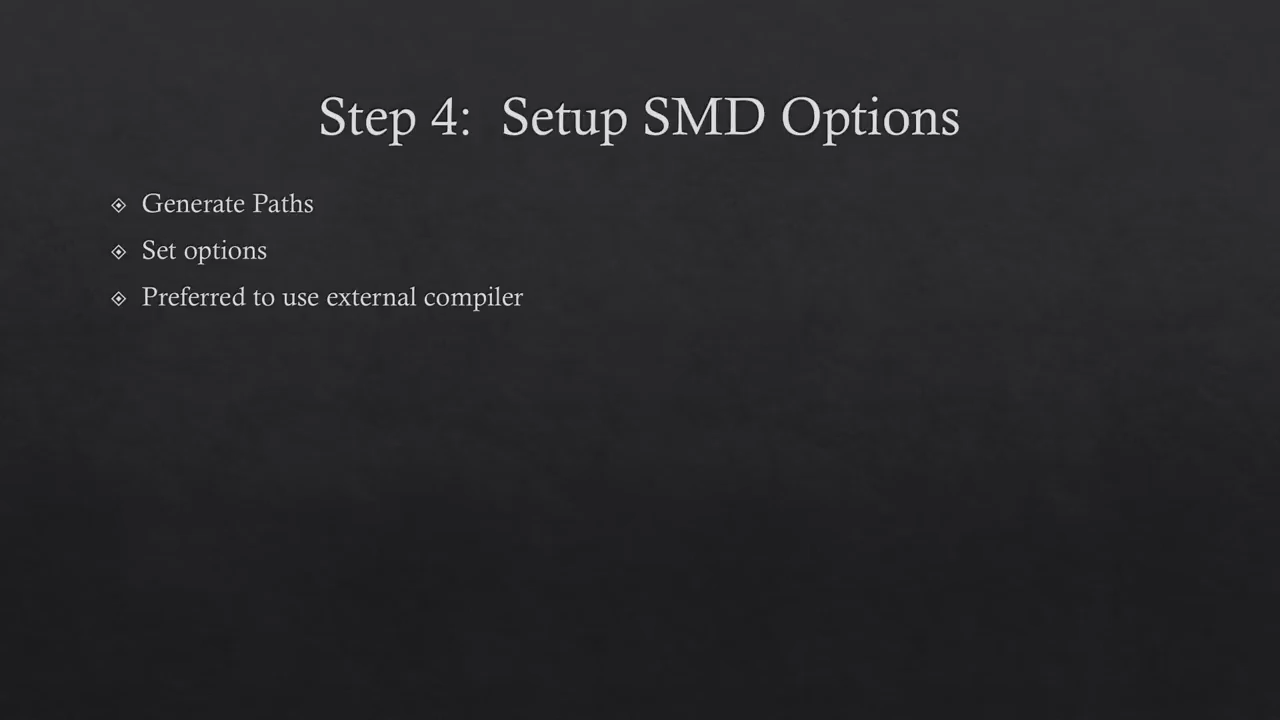 Step 4:  Setup SMD Options
Generate Paths
Set options
Preferred to use external compiler